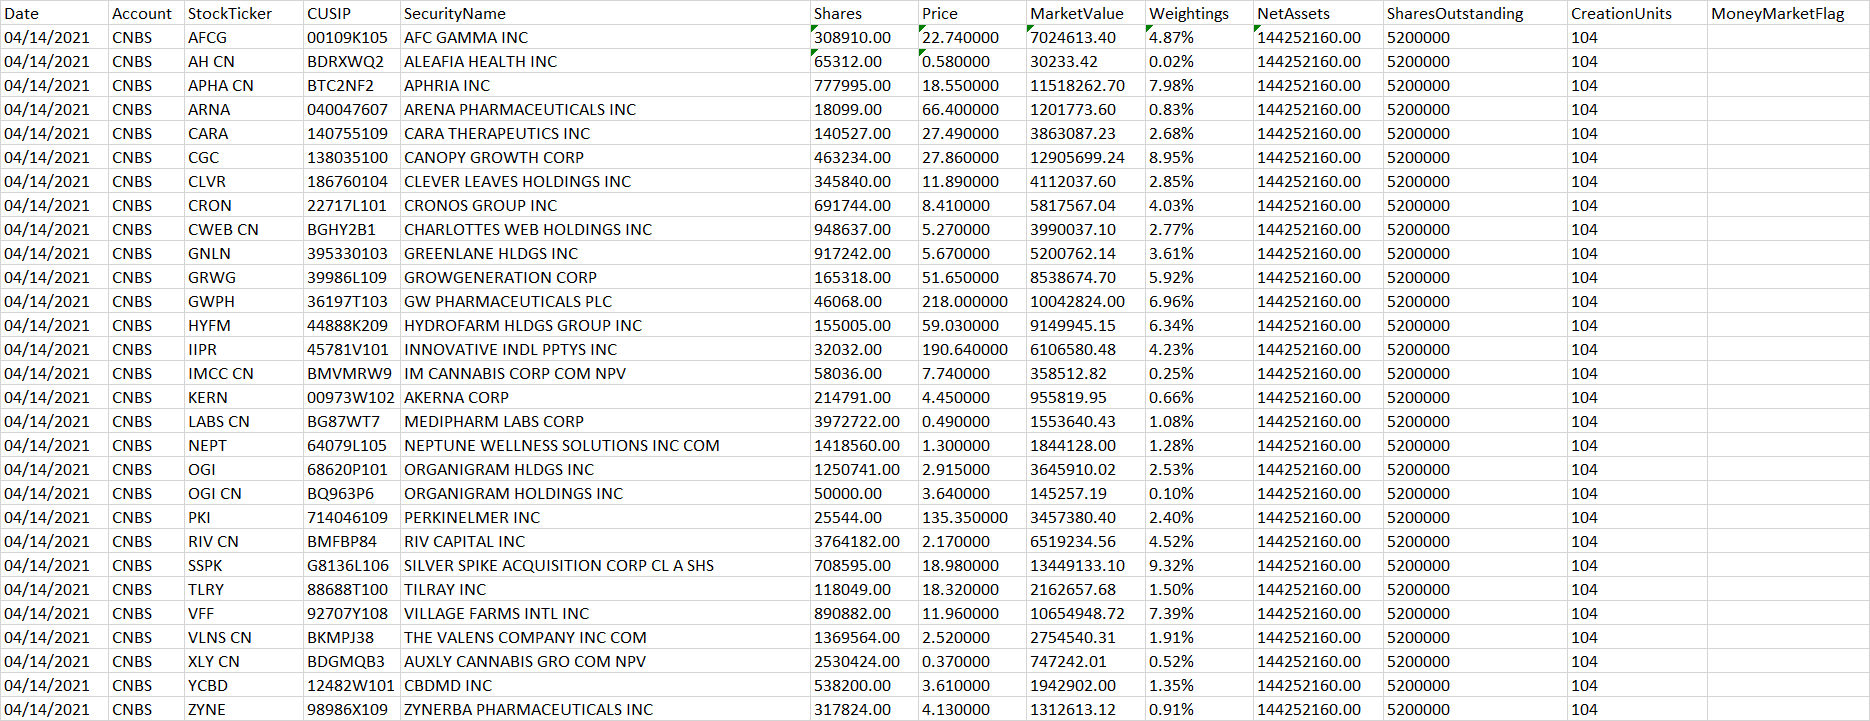 Date Account StockTicker CUSIP SecurityName Shares Price MarketValue Weightings NetAssets SharesOutstanding CreationUnits MoneyMarketFlag
04/14/2021 CNBS AFCG 00109K105 AFC GAMMA INC 308910.00 22.740000 7024613.40 4.87% 144252160.00 5200000 104
04/14/2021 CNBS AH CN BDRXWQ2 ALEAFIA HEALTH INC 65312.00 0.580000 30233.42 0.02% 144252160.00 5200000 104
04/14/2021 CNBS APHA CN BTC2NF2 APHRIA INC 777995.00 18.550000 11518262.70 7.98% 144252160.00 5200000 104
04/14/2021 CNBS ARNA 040047607 ARENA PHARMACEUTICALS INC 18099.00 66.400000 1201773.60 0.83% 144252160.00 5200000 104
04/14/2021 CNBS CARA 140755109 CARA THERAPEUTICS INC 140527.00 27.490000 3863087.23 2.68% 144252160.00 5200000 104
04/14/2021 CNBS CGC 138035100 CANOPY GROWTH CORP 463234.00 27.860000 12905699.24 8.95% 144252160.00 5200000 104
04/14/2021 CNBS CLVR 186760104 CLEVER LEAVES HOLDINGS INC 345840.00 11.890000 4112037.60 2.85% 144252160.00 5200000 104
04/14/2021 CNBS CRON 22717L101 CRONOS GROUP INC 691744.00 8.410000 5817567.04 4.03% 144252160.00 5200000 104
04/14/2021 CNBS CWEB CN BGHY2B1 CHARLOTTES WEB HOLDINGS INC 948637.00 5.270000 3990037.10 2.77% 144252160.00 5200000 104
04/14/2021 CNBS GNLN 395330103 GREENLANE HLDGS INC 917242.00 5.670000 5200762.14 3.61% 144252160.00 5200000 104
04/14/2021 CNBS GRWG 39986L109 GROWGENERATION CORP 165318.00 51.650000 8538674.70 5.92% 144252160.00 5200000 104
04/14/2021 CNBS GWPH 36197T103 GW PHARMACEUTICALS PLC 46068.00 218.000000 10042824.00 6.96% 144252160.00 5200000 104
04/14/2021 CNBS HYFM 44888K209 HYDROFARM HLDGS GROUP INC 155005.00 59.030000 9149945.15 6.34% 144252160.00 5200000 104
04/14/2021 CNBS IIPR 45781V101 INNOVATIVE INDL PPTYS INC 32032.00 190.640000 6106580.48 4.23% 144252160.00 5200000 104
04/14/2021 CNBS IMCC CN BMVMRW9 IM CANNABIS CORP COM NPV 58036.00 7.740000 358512.82 0.25% 144252160.00 5200000 104
04/14/2021 CNBS KERN 00973W102 AKERNA CORP 214791.00 4.450000 955819.95 0.66% 144252160.00 5200000 104
04/14/2021 CNBS LABS CN BG87WT7 MEDIPHARM LABS CORP 3972722.00 0.490000 1553640.43 1.08% 144252160.00 5200000 104
04/14/2021 CNBS NEPT 64079L105 NEPTUNE WELLNESS SOLUTIONS INC COM 1418560.00 1.300000 1844128.00 1.28% 144252160.00 5200000 104
04/14/2021 CNBS OGI 68620P101 ORGANIGRAM HLDGS INC 1250741.00 2.915000 3645910.02 2.53% 144252160.00 5200000 104
04/14/2021 CNBS OGI CN BQ963P6 ORGANIGRAM HOLDINGS INC 50000.00 3.640000 145257.19 0.10% 144252160.00 5200000 104
04/14/2021 CNBS PKI 714046109 PERKINELMER INC 25544.00 135.350000 3457380.40 2.40% 144252160.00 5200000 104
04/14/2021 CNBS RIV CN BMFBP84 RIV CAPITAL INC 3764182.00 2.170000 6519234.56 4.52% 144252160.00 5200000 104
04/14/2021 CNBS SSPK G8136L106 SILVER SPIKE ACQUISITION CORP CL A SHS 708595.00 18.980000 13449133.10 9.32% 144252160.00 5200000 104
04/14/2021 CNBS TLRY 88688T100 TILRAY INC 118049.00 18.320000 2162657.68 1.50% 144252160.00 5200000 104
04/14/2021 CNBS VFF 92707Y108 VILLAGE FARMS INTL INC 890882.00 11.960000 10654948.72 7.39% 144252160.00 5200000 104
04/14/2021 CNBS VLNS CN BKMPJ38 THE VALENS COMPANY INC COM 1369564.00 2.520000 2754540.31 1.91% 144252160.00 5200000 104
04/14/2021 CNBS XLY CN BDGMQB3 AUXLY CANNABIS GRO COM NPV 2530424.00 0.370000 747242.01 0.52% 144252160.00 5200000 104
04/14/2021 CNBS YCBD 12482W101 CBDMD INC 538200.00 3.610000 1942902.00 1.35% 144252160.00 5200000 104
04/14/2021 CNBS ZYNE 98986X109 ZYNERBA PHARMACEUTICALS INC 317824.00 4.130000 1312613.12 0.91% 144252160.00 5200000 104